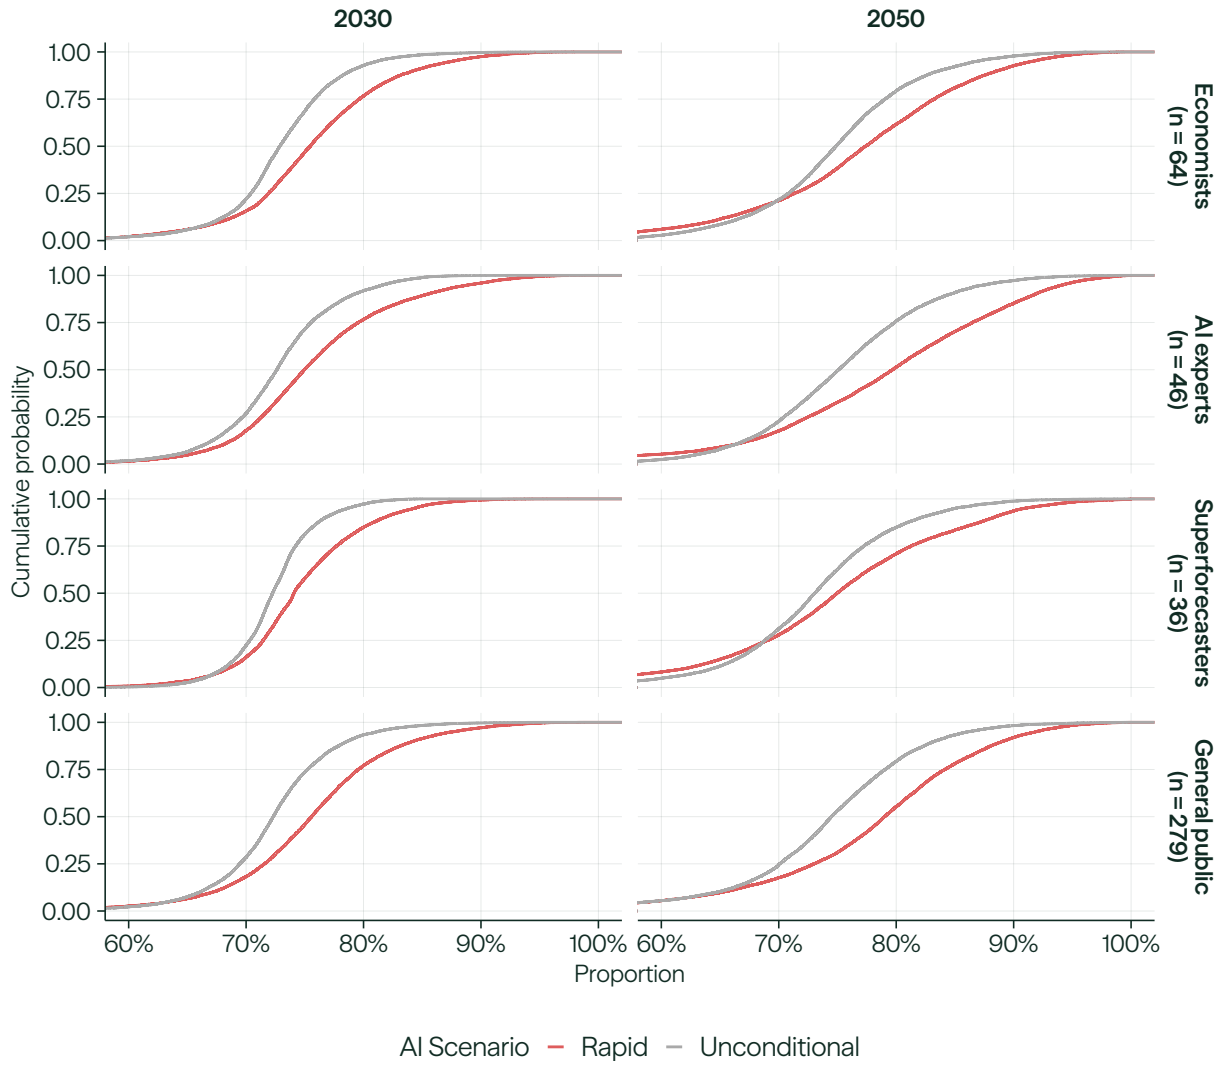 2030
2050
1.00
0.75
0.50
0.25
0.00
Economists
(n = 64)
1.00
0.75
0.50
0.25
0.00
AI experts
(n = 46)
1.00
0.75
0.50
0.25
0.00
Superforecasters
(n = 36)
1.00
0.75
0.50
0.25
0.00
General public
(n = 279)
Cumulative probability
60% 70% 80% 90% 100%
60% 70% 80% 90% 100%
Proportion
AI Scenario Rapid Unconditional